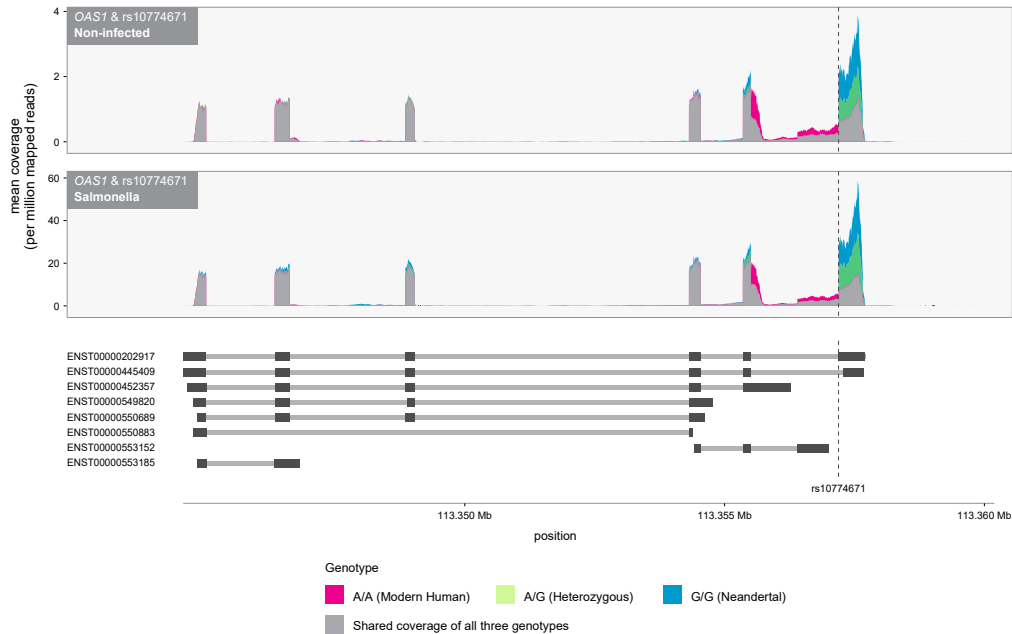 OAS1 & rs10774671
Non-infected
4
2
0
mean coverage
(per million mapped reads)
OAS1 & rs10774671
Salmonella
60
40
20
0
ENST00000202917
ENST00000445409
ENST00000452357
ENST00000549820
ENST00000550689
ENST00000550883
ENST00000553152
ENST00000553185
rs10774671
113.350 Mb
113.355 Mb
113.360 Mb
position
Genotype
A/A (Modern Human)
A/G (Heterozygous)
G/G (Neandertal)
Shared coverage of all three genotypes